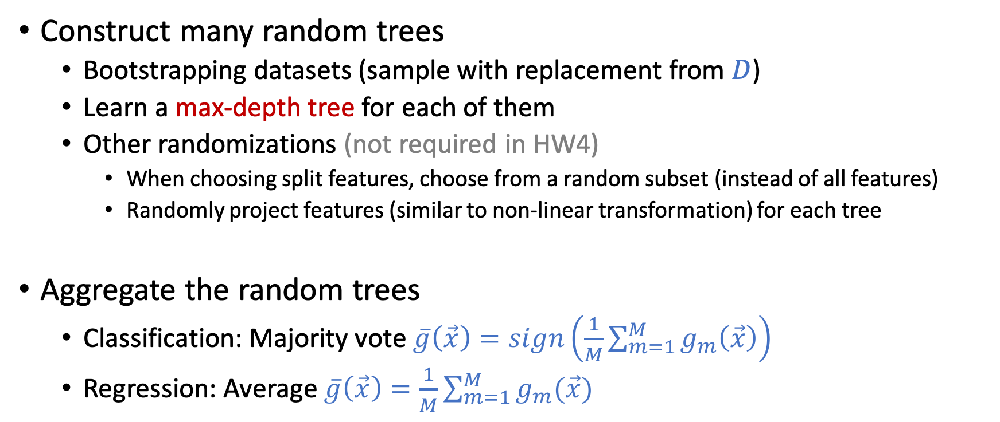 • Construct many random trees
• Bootstrapping datasets (sample with replacement from D)
• Learn a max-depth tree for each of them
• Other randomizations (not required in HW4)
• When choosing split features, choose from a random subset (instead of all features)
• Randomly project features (similar to non-linear transformation) for each tree
• Aggregate the random trees
• Classification: Majority vote $\bar{g}(\vec{x}) = sign\left(\frac{1}{M}\sum_{m=1}^{M} g_m(\vec{x})\right)$
• Regression: Average $\bar{g}(\vec{x}) = \frac{1}{M}\sum_{m=1}^{M} g_m(\vec{x})$